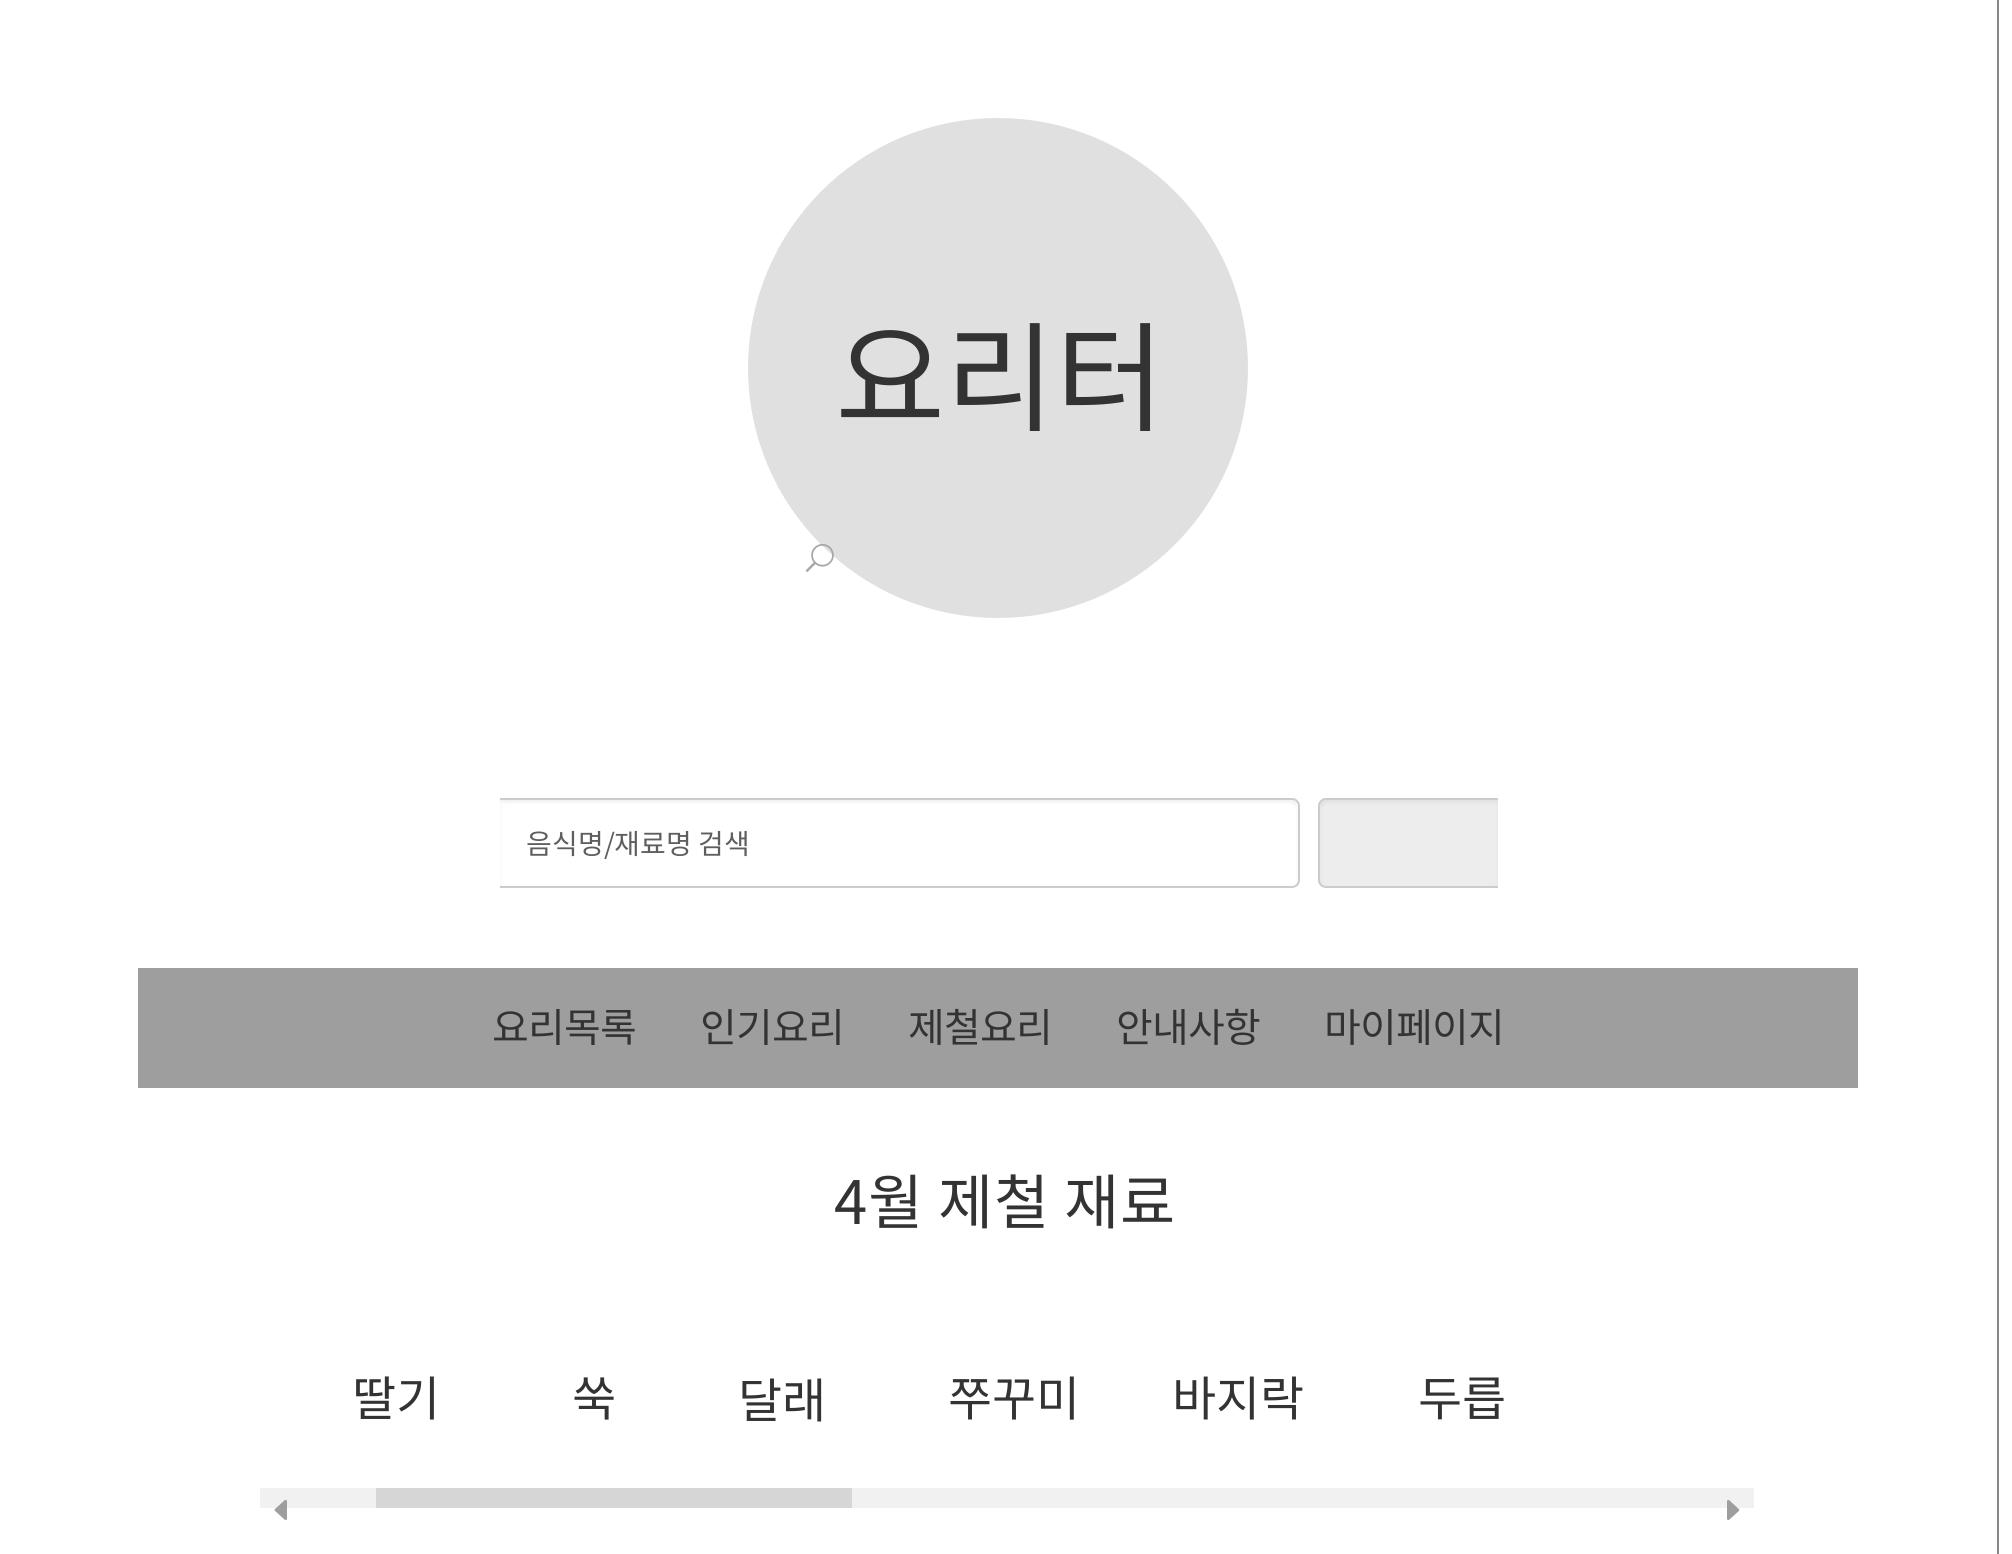 요리터
음식명/재료명 검색
요리목록 인기요리 제철요리 안내사항 마이페이지
4월 제철 재료
딸기 쑥 달래 쭈꾸미 바지락 두릅